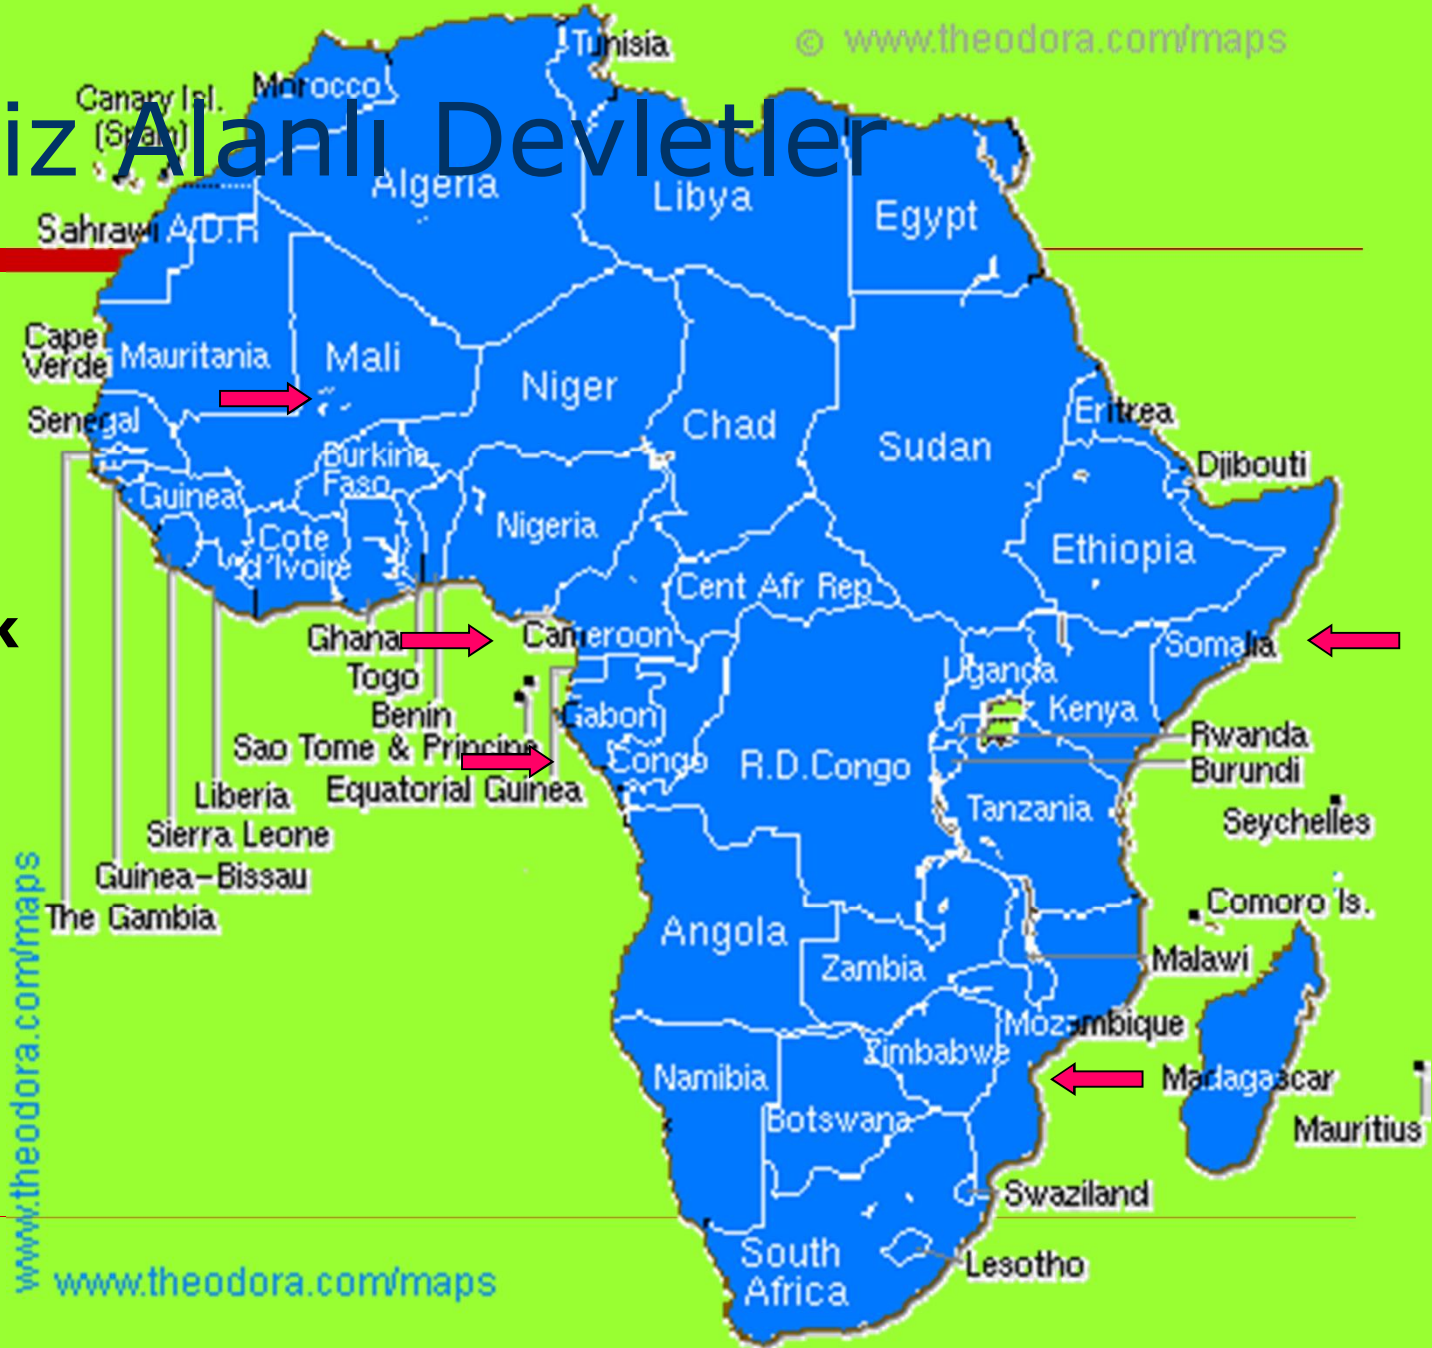 © www.theodora.com/maps
Tunisia
Morocco
Canary Isl.
(Spain)
iz Alanlı Devletler
Algeria
Libya
Egypt
Sahrawi A.D.R
Cape
Verde
Mauritania
Mali
Niger
Chad
Sudan
Eritrea
Djibouti
Senegal
Burkina
Faso
Guinea
Nigeria
Cote
d'Ivoire
Ethiopia
Cent Afr Rep
Ghana
Cameroon
Somalia
Togo
Uganda
Benin
Gabon
Kenya
Sao Tome & Principe
Congo
R.D.Congo
Rwanda
Burundi
Equatorial Guinea
Liberia
Tanzania
Seychelles
Sierra Leone
Guinea-Bissau
The Gambia
Comoro Is.
Angola
Zambia
Malawi
Mozambique
Zimbabwe
Namibia
Madagascar
Botswana
Mauritius
Swaziland
South
Africa
Lesotho
www.theodora.com/maps
www.theodora.com/maps